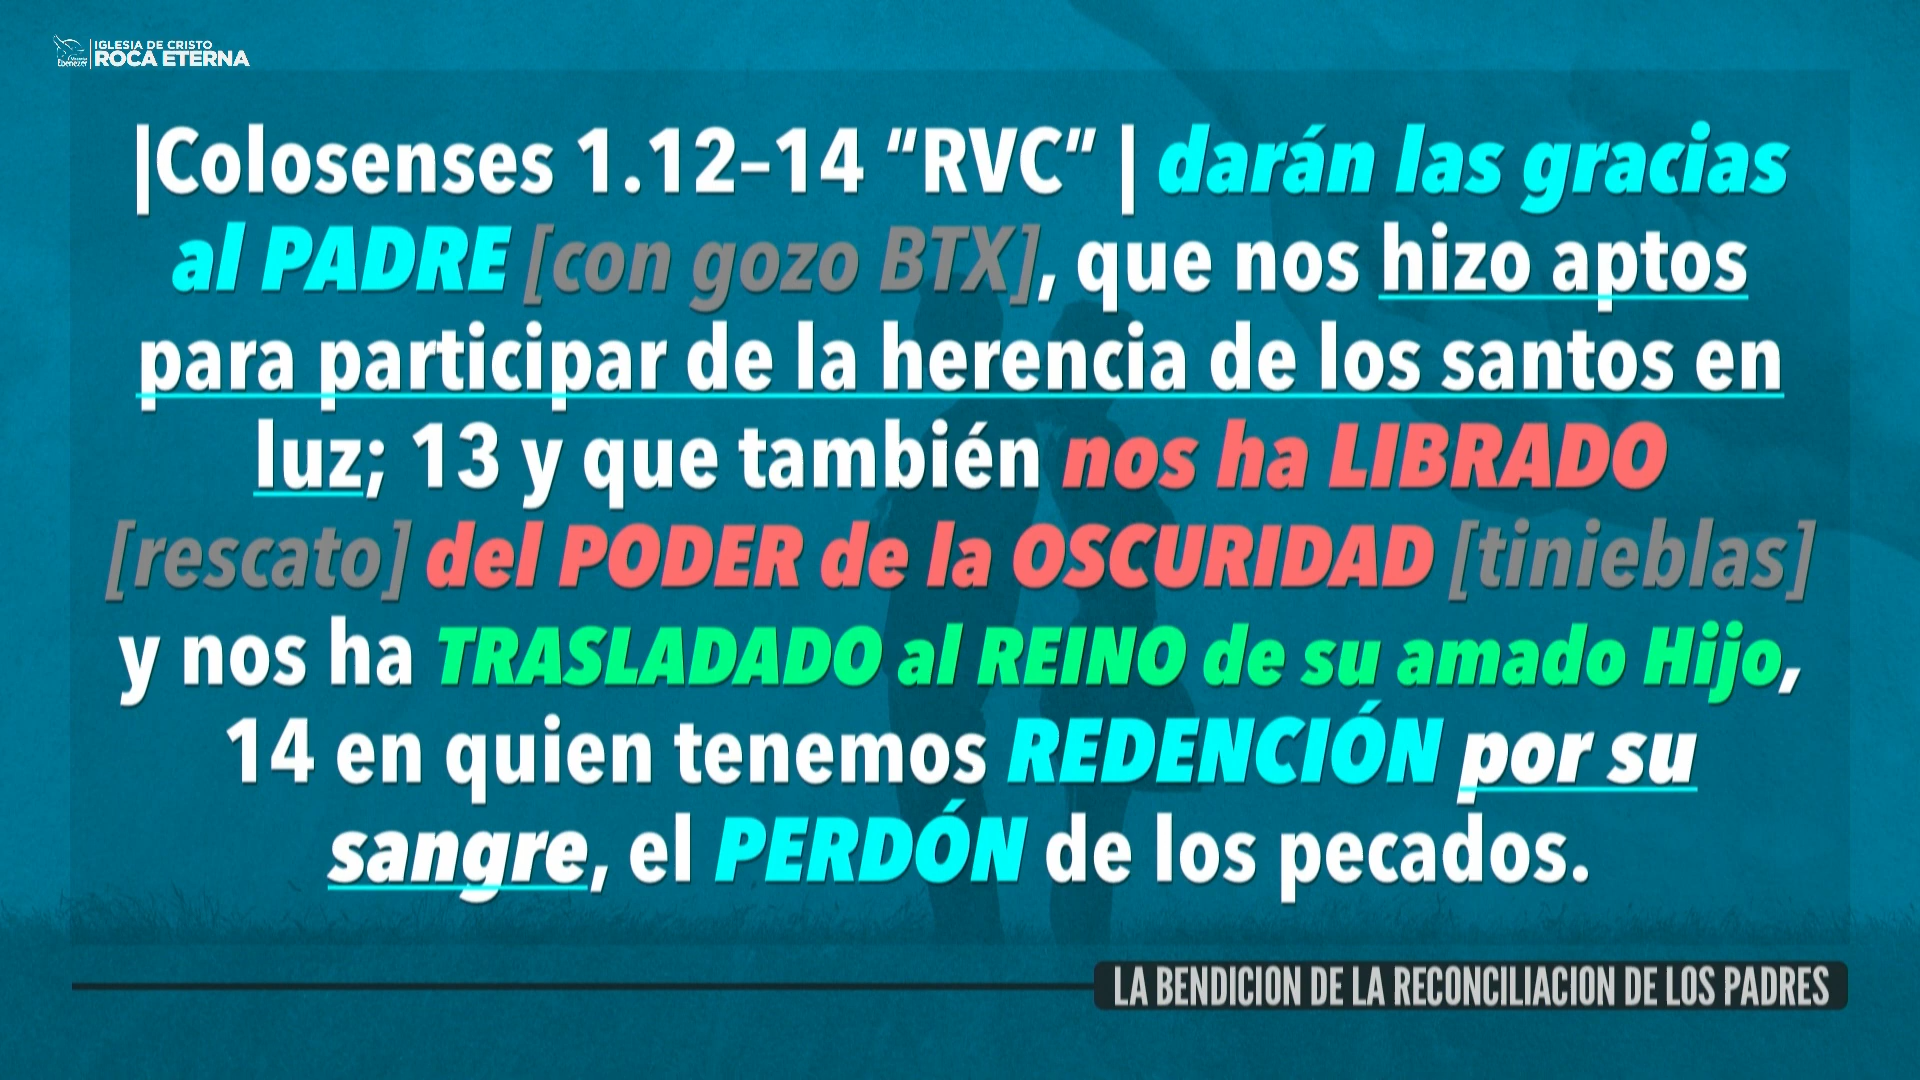 Ebenezer
IGLESIA DE CRISTO
ROCA ETERNA
|Colosenses 1.12–14 “RVC” | darán las gracias
al PADRE [con gozo BTX], que nos hizo aptos
para participar de la herencia de los santos en
luz; 13 y que también nos ha LIBRADO
[rescato] del PODER de la OSCURIDAD [tinieblas]
y nos ha TRASLADADO al REINO de su amado Hijo,
14 en quien tenemos REDENCIÓN por su
sangre, el PERDÓN de los pecados.
LA BENDICION DE LA RECONCILIACION DE LOS PADRES